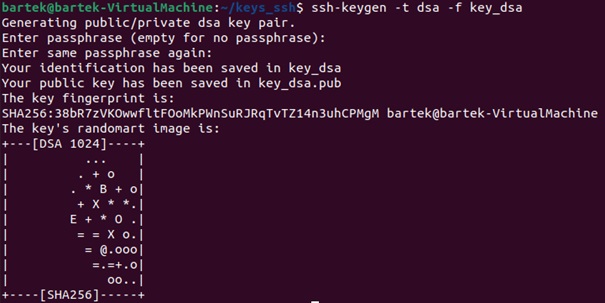 bartek@bartek-VirtualMachine:~/keys_ssh$ ssh-keygen -t dsa -f key_dsa
Generating public/private dsa key pair.
Enter passphrase (empty for no passphrase):
Enter same passphrase again:
Your identification has been saved in key_dsa
Your public key has been saved in key_dsa.pub
The key fingerprint is:
SHA256:38bR7zVKOwwfltFOoMkPWnSuRJRqTvTZ14n3uhCPMgM bartek@bartek-VirtualMachine
The key's randomart image is:
+---[DSA 1024]----+
|          ...    |
|         . + o   |
|        . * B + o|
|         + X * *.|
|        E + * O .|
|         = = X o.|
|          = @.ooo|
|           =.=+.o|
|             oo..|
+----[SHA256]-----+